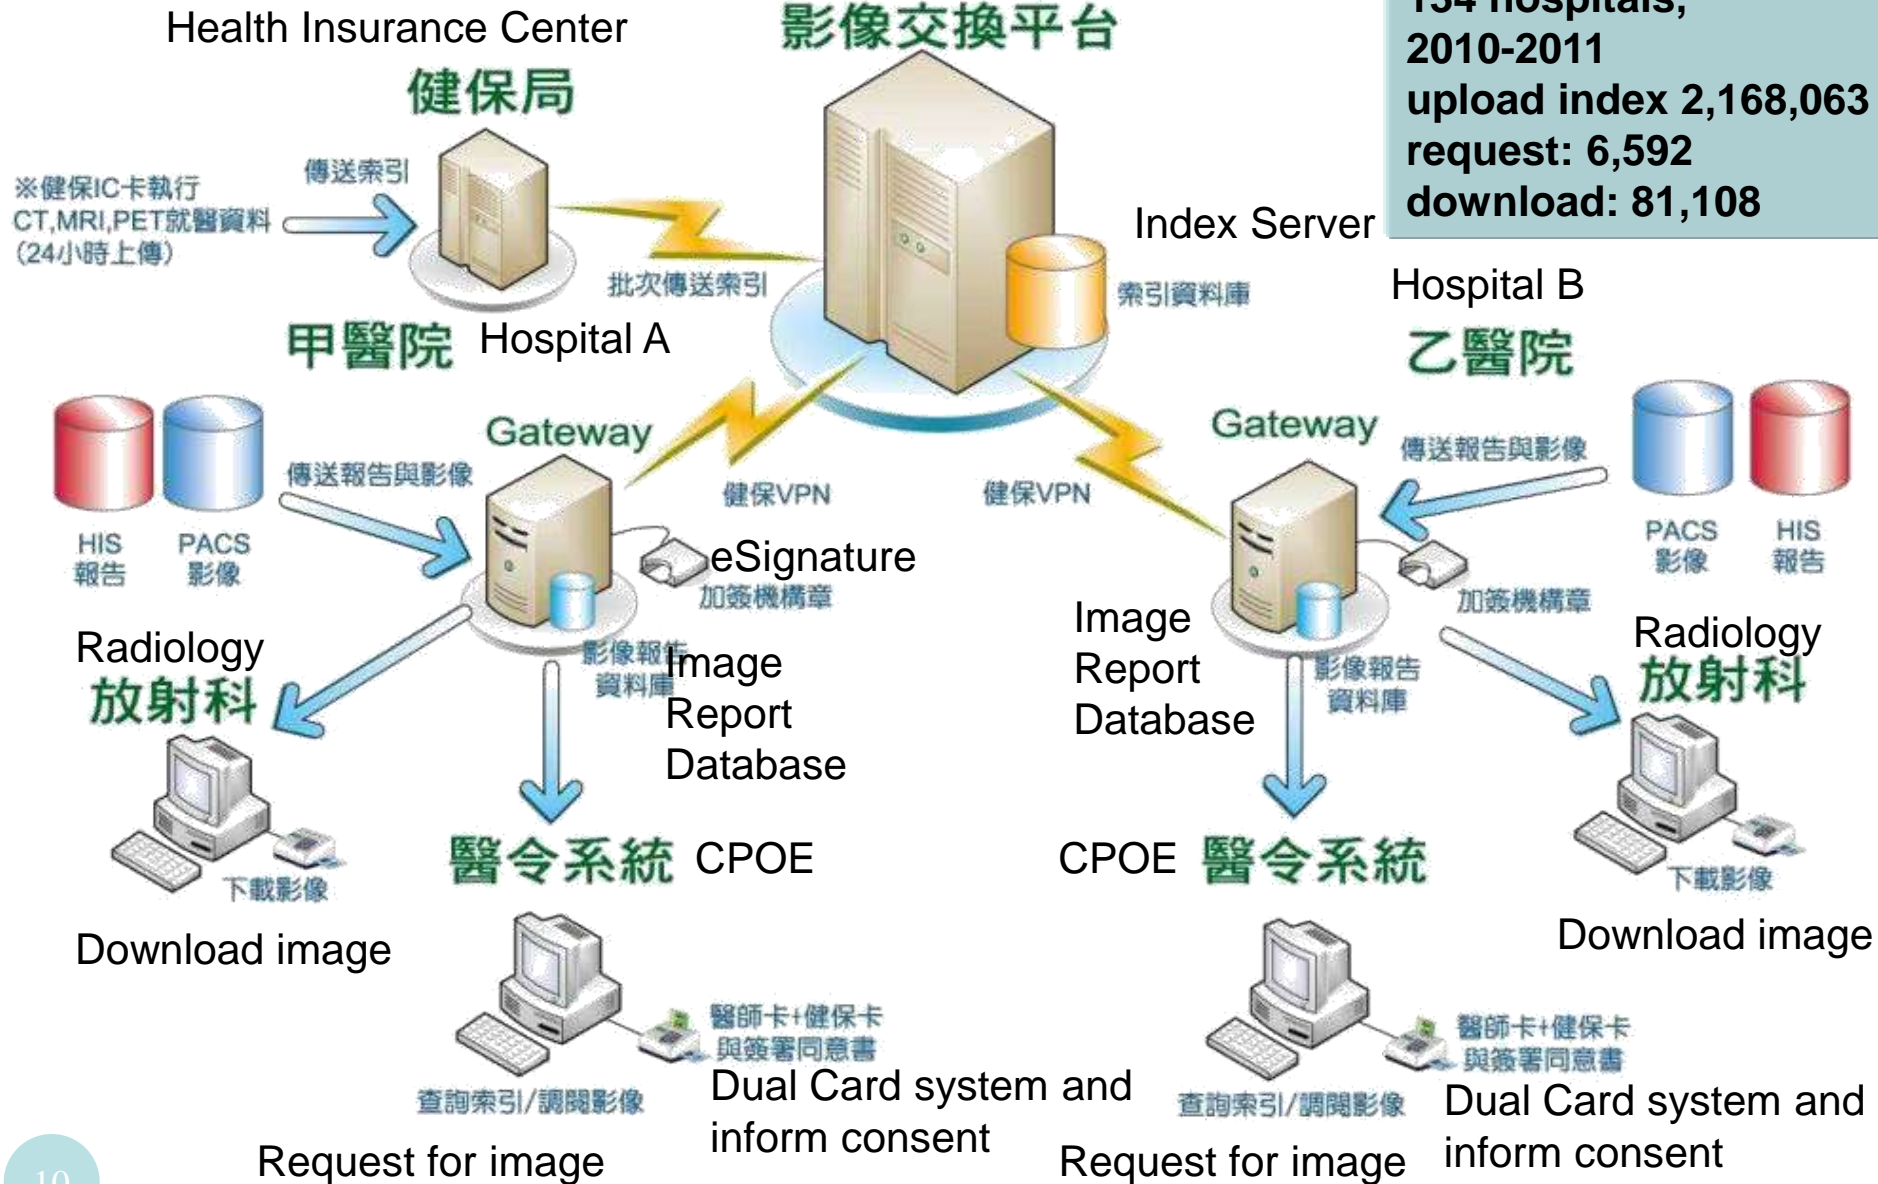 Health Insurance Center
健保局
影像交換平台
134 hospitals,
2010-2011
upload index 2,168,063
request: 6,592
download: 81,108
※健保IC卡執行
CT,MRI,PET就醫資料
(24小時上傳)
傳送索引
批次傳送索引
Index Server
索引資料庫
甲醫院 Hospital A
Hospital B
乙醫院
HIS
報告
PACS
影像
傳送報告與影像
Gateway
健保VPN
eSignature
加簽機構章
影像報告
資料庫
Image
Report
Database
健保VPN
Gateway
傳送報告與影像
PACS
影像
HIS
報告
加簽機構章
Image
Report
Database
影像報告
資料庫
Radiology
放射科
下載影像
Download image
醫令系統 CPOE
醫師卡+健保卡
與簽署同意書
查詢索引/調閱影像
Dual Card system and
inform consent
Request for image
CPOE 醫令系統
醫師卡+健保卡
與簽署同意書
查詢索引/調閱影像
Dual Card system and
inform consent
Request for image
Radiology
放射科
下載影像
Download image
10